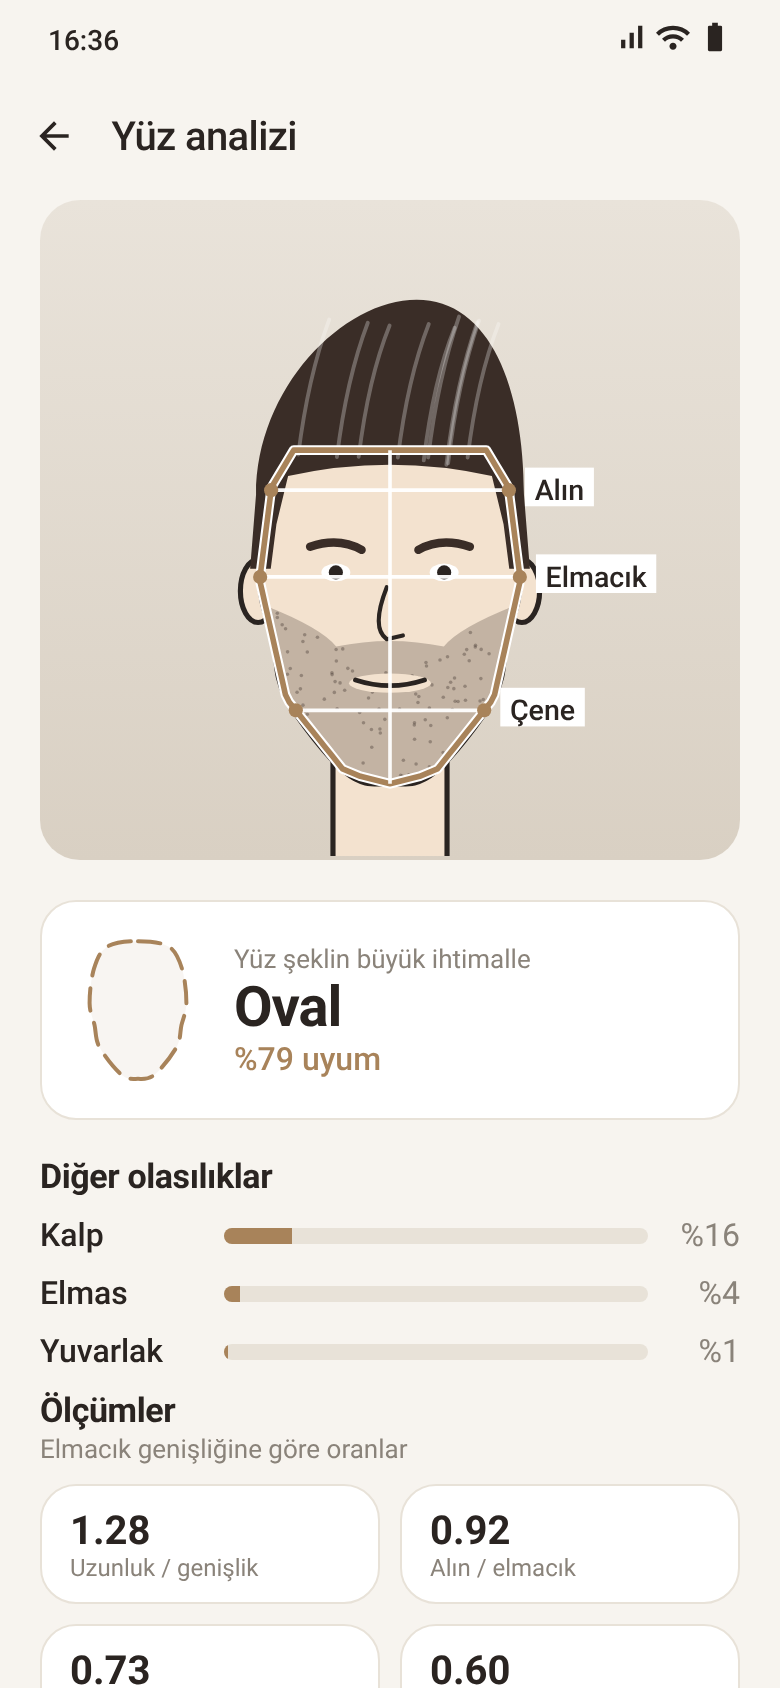 16:36
Yüz analizi
Alın
Elmacık
Çene
Yüz şeklin büyük ihtimalle
Oval
%79 uyum
Diğer olasılıklar
Kalp %16
Elmas %4
Yuvarlak %1
Ölçümler
Elmacık genişliğine göre oranlar
1.28 0.92
Uzunluk / genişlik Alın / elmacık
0.73 0.60